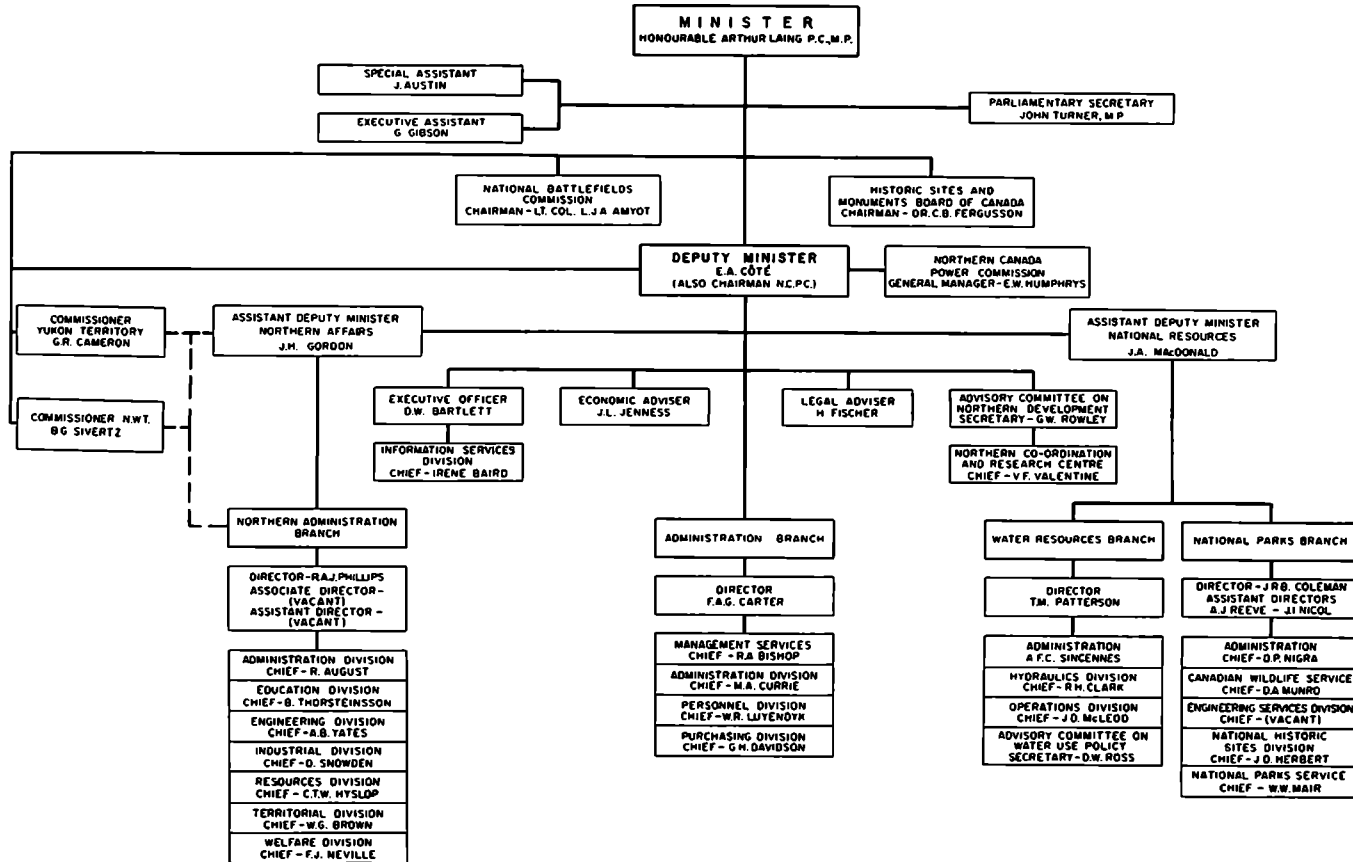 MINISTER
HONOURABLE ARTHUR LAING P.C., M.P.
SPECIAL ASSISTANT
J. AUSTIN
EXECUTIVE ASSISTANT
G. GIBSON
PARLIAMENTARY SECRETARY
JOHN TURNER, M.P
NATIONAL BATTLEFIELDS
COMMISSION
CHAIRMAN - LT. COL. L.J.A. AMYOT
HISTORIC SITES AND
MONUMENTS BOARD OF CANADA
CHAIRMAN - DR. C.B. FERGUSSON
DEPUTY MINISTER
E.A. CÔTÉ
(ALSO CHAIRMAN N.C.P.C.)
NORTHERN CANADA
POWER COMMISSION
GENERAL MANAGER - E.W. HUMPHRYS
COMMISSIONER
YUKON TERRITORY
G.R. CAMERON
ASSISTANT DEPUTY MINISTER
NORTHERN AFFAIRS
J.H. GORDON
ASSISTANT DEPUTY MINISTER
NATIONAL RESOURCES
J.A. MACDONALD
COMMISSIONER N.W.T.
B.G. SIVERTZ
EXECUTIVE OFFICER
D.W. BARTLETT
ECONOMIC ADVISER
J.L. JENNESS
LEGAL ADVISER
H FISCHER
ADVISORY COMMITTEE ON
NORTHERN DEVELOPMENT
SECRETARY - G.W. ROWLEY
INFORMATION SERVICES
DIVISION
CHIEF - IRENE BAIRD
NORTHERN CO-ORDINATION
AND RESEARCH CENTRE
CHIEF - V.F. VALENTINE
NORTHERN ADMINISTRATION
BRANCH
DIRECTOR - R.A.J. PHILLIPS
ASSOCIATE DIRECTOR -
(VACANT)
ASSISTANT DIRECTOR -
(VACANT)
ADMINISTRATION DIVISION
CHIEF - R. AUGUST
EDUCATION DIVISION
CHIEF - B. THORSTEINSSON
ENGINEERING DIVISION
CHIEF - A.B. YATES
INDUSTRIAL DIVISION
CHIEF - D. SNOWDEN
RESOURCES DIVISION
CHIEF - C.T.W. HYSLOP
TERRITORIAL DIVISION
CHIEF - W.G. BROWN
WELFARE DIVISION
CHIEF - F.J. NEVILLE
ADMINISTRATION BRANCH
DIRECTOR
F.A.G. CARTER
MANAGEMENT SERVICES
CHIEF - R.A BISHOP
ADMINISTRATION DIVISION
CHIEF - M.A. CURRIE
PERSONNEL DIVISION
CHIEF - W.R. LUYENDYK
PURCHASING DIVISION
CHIEF - G.H. DAVIDSON
WATER RESOURCES BRANCH
DIRECTOR
T.M. PATTERSON
ADMINISTRATION
A F.C. SINCENNES
HYDRAULICS DIVISION
CHIEF - R.H. CLARK
OPERATIONS DIVISION
CHIEF - J.D. McLEOD
ADVISORY COMMITTEE ON
WATER USE POLICY
SECRETARY - D.W. ROSS
NATIONAL PARKS BRANCH
DIRECTOR - J.R.B. COLEMAN
ASSISTANT DIRECTORS
A.J REEVE - J.I NICOL
ADMINISTRATION
CHIEF - D.P. NIGRA
CANADIAN WILDLIFE SERVICE
CHIEF - D.A MUNRO
ENGINEERING SERVICES DIVISION
CHIEF - (VACANT)
NATIONAL HISTORIC
SITES DIVISION
CHIEF - J.D. HERBERT
NATIONAL PARKS SERVICE
CHIEF - W.W. MAIR